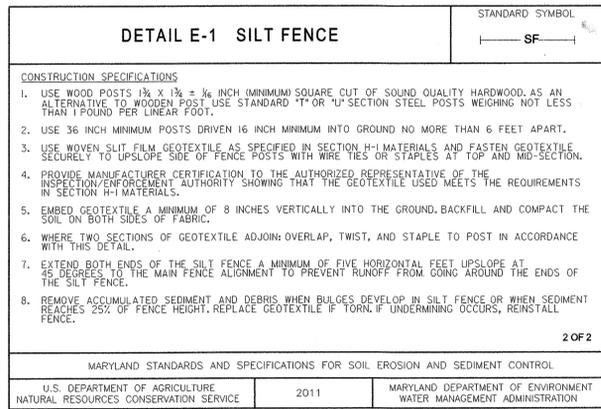 DETAIL E-1 SILT FENCE
STANDARD SYMBOL
SF
CONSTRUCTION SPECIFICATIONS
1. USE WOOD POSTS 1¾ X 1¾ ± 1⁄16 INCH (MINIMUM) SQUARE CUT OF SOUND QUALITY HARDWOOD. AS AN
ALTERNATIVE TO WOODEN POST USE STANDARD "T" OR "U" SECTION STEEL POSTS WEIGHING NOT LESS
THAN 1 POUND PER LINEAR FOOT.
2. USE 36 INCH MINIMUM POSTS DRIVEN 16 INCH MINIMUM INTO GROUND NO MORE THAN 6 FEET APART.
3. USE WOVEN SLIT FILM GEOTEXTILE AS SPECIFIED IN SECTION H-1 MATERIALS AND FASTEN GEOTEXTILE
SECURELY TO UPSLOPE SIDE OF FENCE POSTS WITH WIRE TIES OR STAPLES AT TOP AND MID-SECTION.
4. PROVIDE MANUFACTURER CERTIFICATION TO THE AUTHORIZED REPRESENTATIVE OF THE
INSPECTION/ENFORCEMENT AUTHORITY SHOWING THAT THE GEOTEXTILE USED MEETS THE REQUIREMENTS
IN SECTION H-1 MATERIALS.
5. EMBED GEOTEXTILE A MINIMUM OF 8 INCHES VERTICALLY INTO THE GROUND. BACKFILL AND COMPACT THE
SOIL ON BOTH SIDES OF FABRIC.
6. WHERE TWO SECTIONS OF GEOTEXTILE ADJOIN: OVERLAP, TWIST, AND STAPLE TO POST IN ACCORDANCE
WITH THIS DETAIL.
7. EXTEND BOTH ENDS OF THE SILT FENCE A MINIMUM OF FIVE HORIZONTAL FEET UPSLOPE AT
45 DEGREES TO THE MAIN FENCE ALIGNMENT TO PREVENT RUNOFF FROM GOING AROUND THE ENDS OF
THE SILT FENCE.
8. REMOVE ACCUMULATED SEDIMENT AND DEBRIS WHEN BULGES DEVELOP IN SILT FENCE OR WHEN SEDIMENT
REACHES 25% OF FENCE HEIGHT. REPLACE GEOTEXTILE IF TORN. IF UNDERMINING OCCURS, REINSTALL
FENCE.
2 OF 2
MARYLAND STANDARDS AND SPECIFICATIONS FOR SOIL EROSION AND SEDIMENT CONTROL
U.S. DEPARTMENT OF AGRICULTURE
NATURAL RESOURCES CONSERVATION SERVICE
2011
MARYLAND DEPARTMENT OF ENVIRONMENT
WATER MANAGEMENT ADMINISTRATION